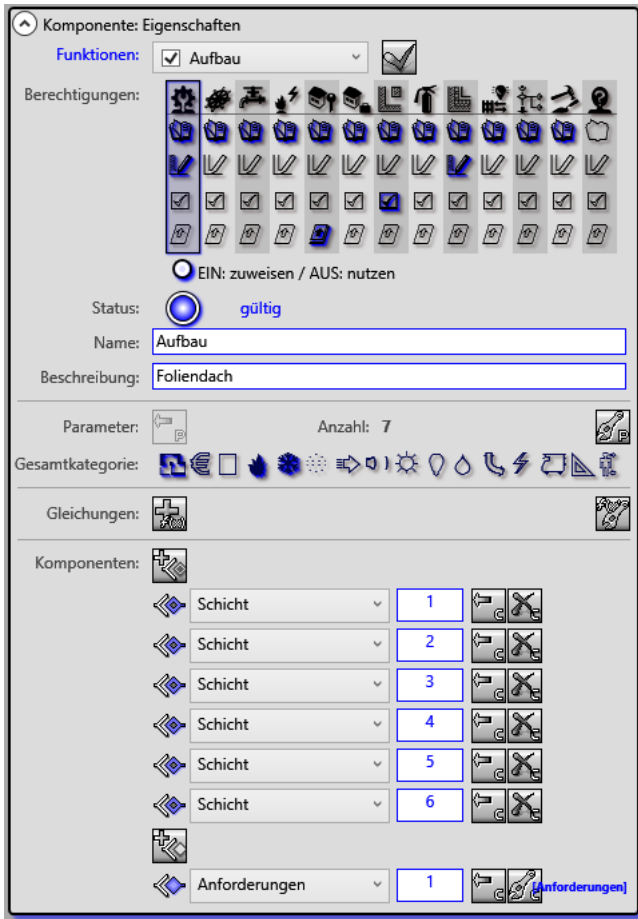 Komponente: Eigenschaften
Funktionen: Aufbau
Berechtigungen:
EIN: zuweisen / AUS: nutzen
Status: gültig
Name: Aufbau
Beschreibung: Foliendach
Parameter: P Anzahl: 7 P
Gesamtkategorie:
Gleichungen: f(x) f(x)=?
Komponenten:
Schicht 1 C C
Schicht 2 C C
Schicht 3 C C
Schicht 4 C C
Schicht 5 C C
Schicht 6 C C
Anforderungen 1 C C [Anforderungen]